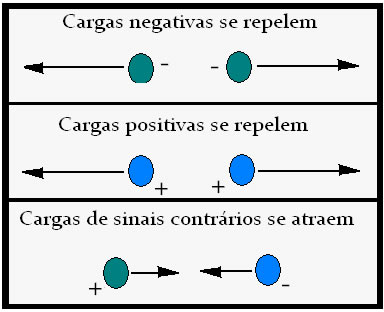 Cargas negativas se repelem
- -
Cargas positivas se repelem
+ +
Cargas de sinais contrários se atraem
+ -